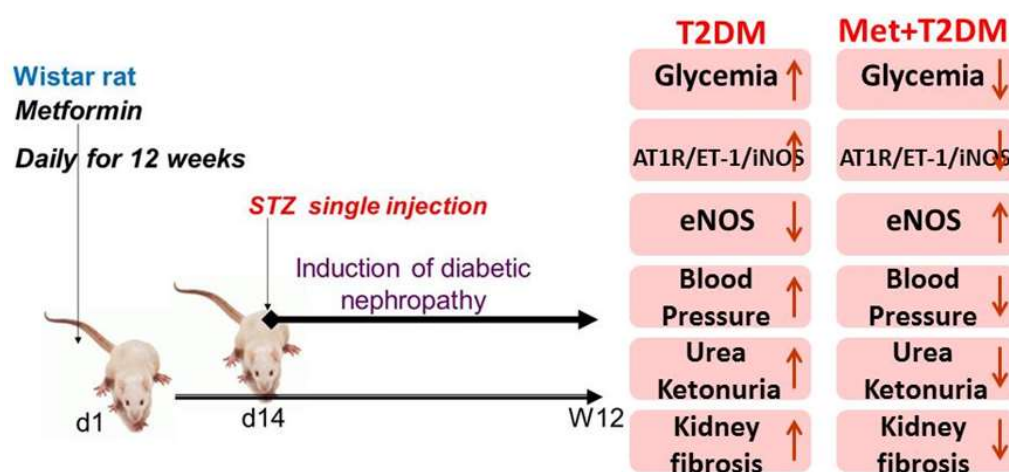 Wistar rat
Metformin
Daily for 12 weeks
STZ single injection
Induction of diabetic
nephropathy
d1
d14
W12
T2DM
Glycemia
AT1R/ET-1/iNOS
eNOS
Blood
Pressure
Urea
Ketonuria
Kidney
fibrosis
Met+T2DM
Glycemia
AT1R/ET-1/iNOS
eNOS
Blood
Pressure
Urea
Ketonuria
Kidney
fibrosis